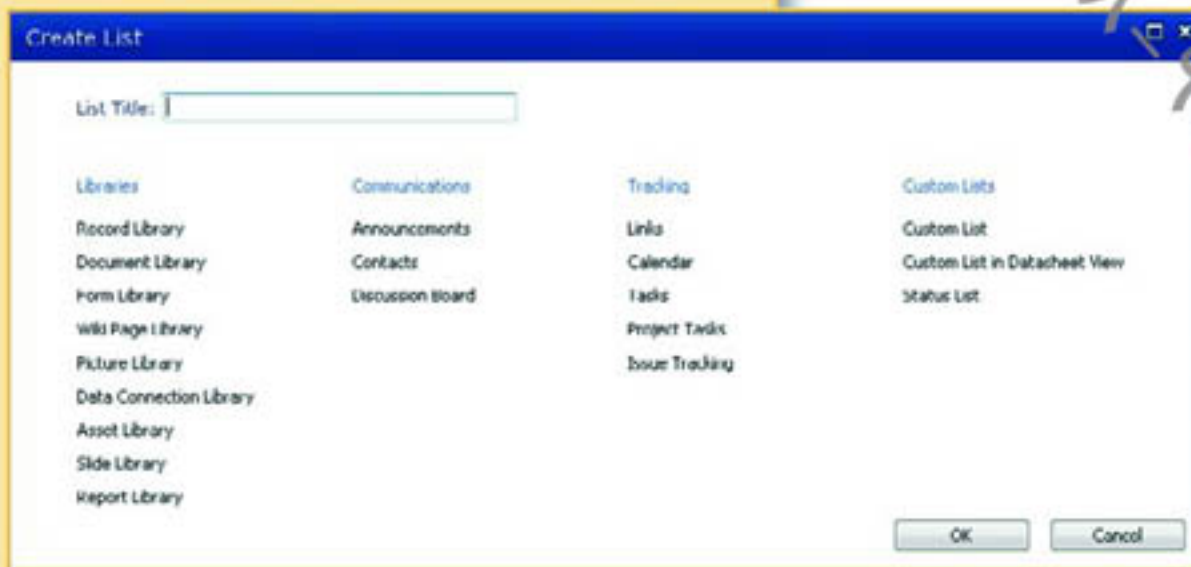 Create List
List Title:
Libraries
Record Library
Document Library
Form Library
Wiki Page Library
Picture Library
Data Connection Library
Asset Library
Slide Library
Report Library
Communications
Announcements
Contacts
Discussion Board
Tracking
Links
Calendar
Tasks
Project Tasks
Issue Tracking
Custom Lists
Custom List
Custom List in Datasheet View
Status List
OK
Cancel